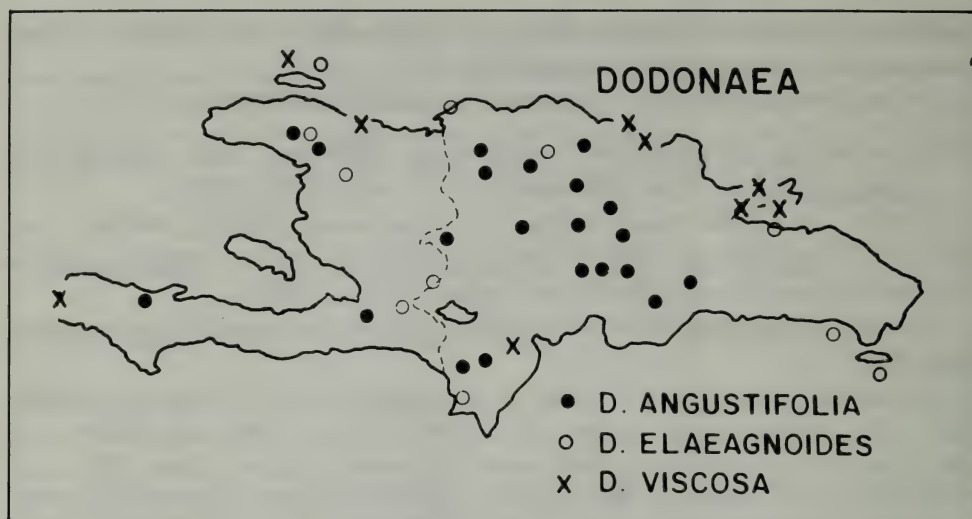 DODONAEA
D. ANGUSTIFOLIA
D. ELAEAGNOIDES
X D. VISCOSA